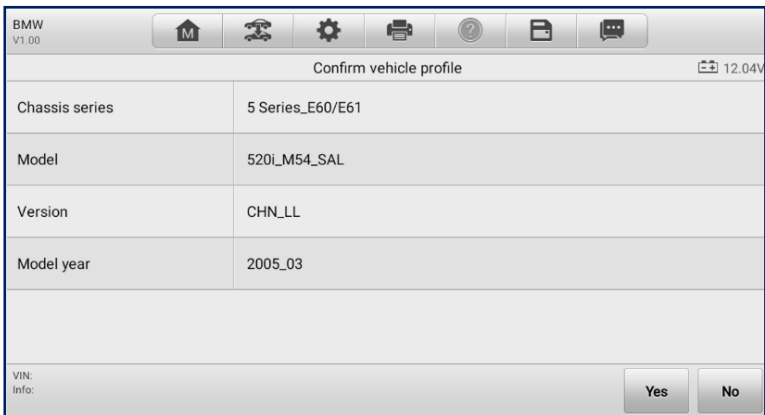 BMW
V1.00
M
?
Confirm vehicle profile
12.04V
Chassis series
5 Series_E60/E61
Model
520i_M54_SAL
Version
CHN_LL
Model year
2005_03
VIN:
Info:
Yes
No